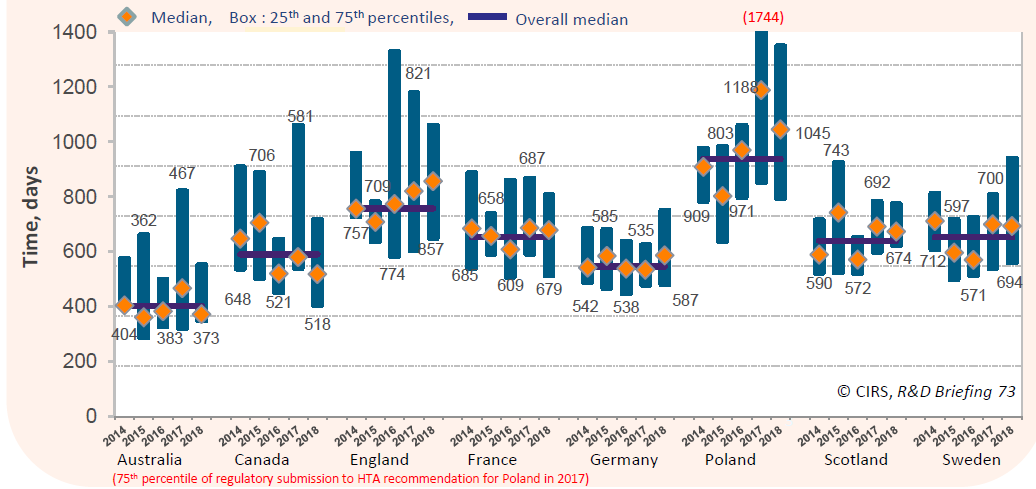 Median, Box : 25th and 75th percentiles, Overall median
(1744)
Time, days
1400
1200
1000
800
600
400
200
0
404 362 383 467 373
648 706 521 581 518
757 709 774 821 857
685 658 609 687 679
542 585 538 535 587
909 803 971 1188 1045
590 743 572 692 674
712 597 571 700 694
© CIRS, R&D Briefing 73
2014 2015 2016 2017 2018 2014 2015 2016 2017 2018 2014 2015 2016 2017 2018 2014 2015 2016 2017 2018 2014 2015 2016 2017 2018 2014 2015 2016 2017 2018 2014 2015 2016 2017 2018 2014 2015 2016 2017 2018
Australia Canada England France Germany Poland Scotland Sweden
(75th percentile of regulatory submission to HTA recommendation for Poland in 2017)